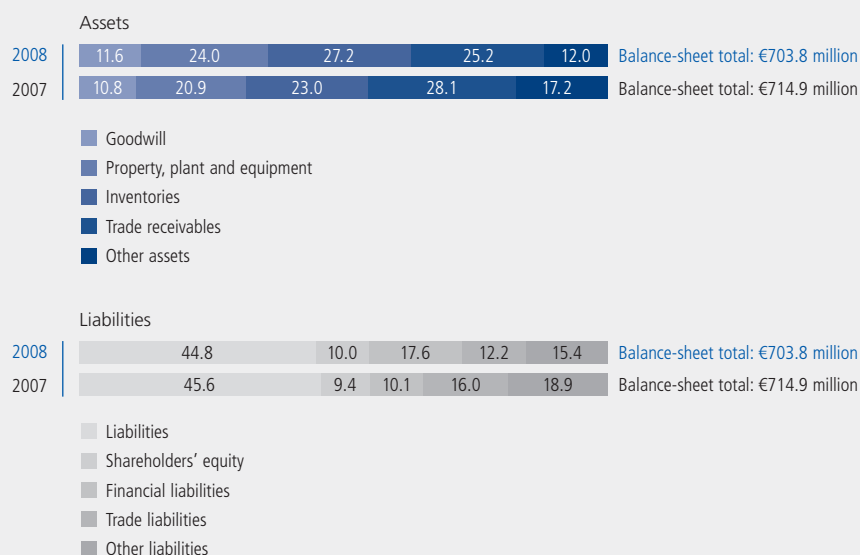 Assets
2008 11.6 24.0 27.2 25.2 12.0 Balance-sheet total: €703.8 million
2007 10.8 20.9 23.0 28.1 17.2 Balance-sheet total: €714.9 million
Goodwill
Property, plant and equipment
Inventories
Trade receivables
Other assets
Liabilities
2008 44.8 10.0 17.6 12.2 15.4 Balance-sheet total: €703.8 million
2007 45.6 9.4 10.1 16.0 18.9 Balance-sheet total: €714.9 million
Liabilities
Shareholders' equity
Financial liabilities
Trade liabilities
Other liabilities